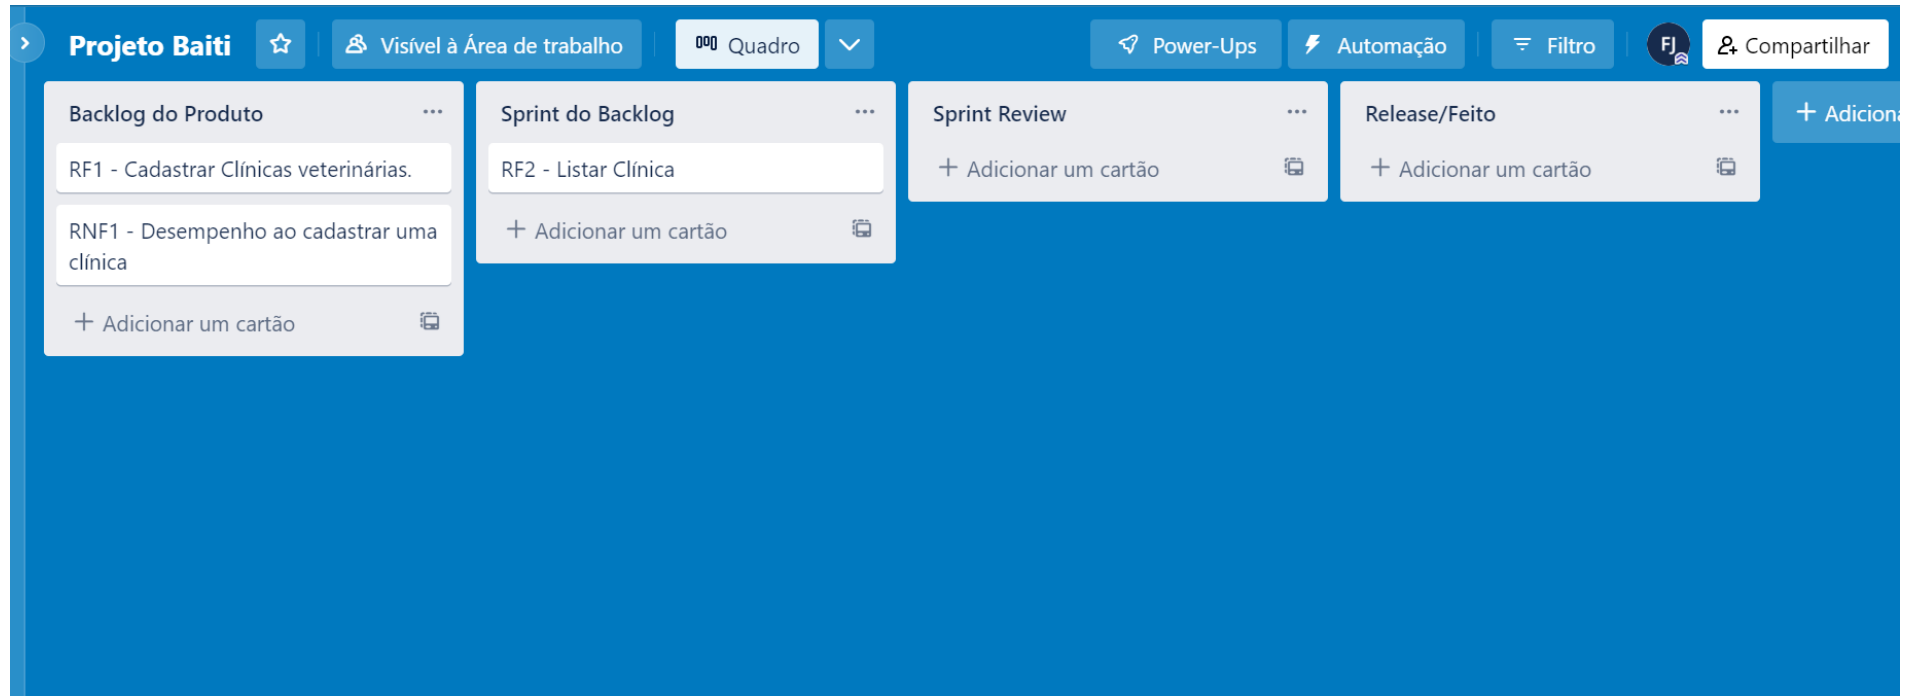 Projeto Baiti
Visível à Área de trabalho
Quadro
Power-Ups
Automação
Filtro
FJ
Compartilhar
Backlog do Produto
RF1 - Cadastrar Clínicas veterinárias.
RNF1 - Desempenho ao cadastrar uma
clínica
+ Adicionar um cartão
Sprint do Backlog
RF2 - Listar Clínica
+ Adicionar um cartão
Sprint Review
+ Adicionar um cartão
Release/Feito
+ Adicionar um cartão
+ Adiciona